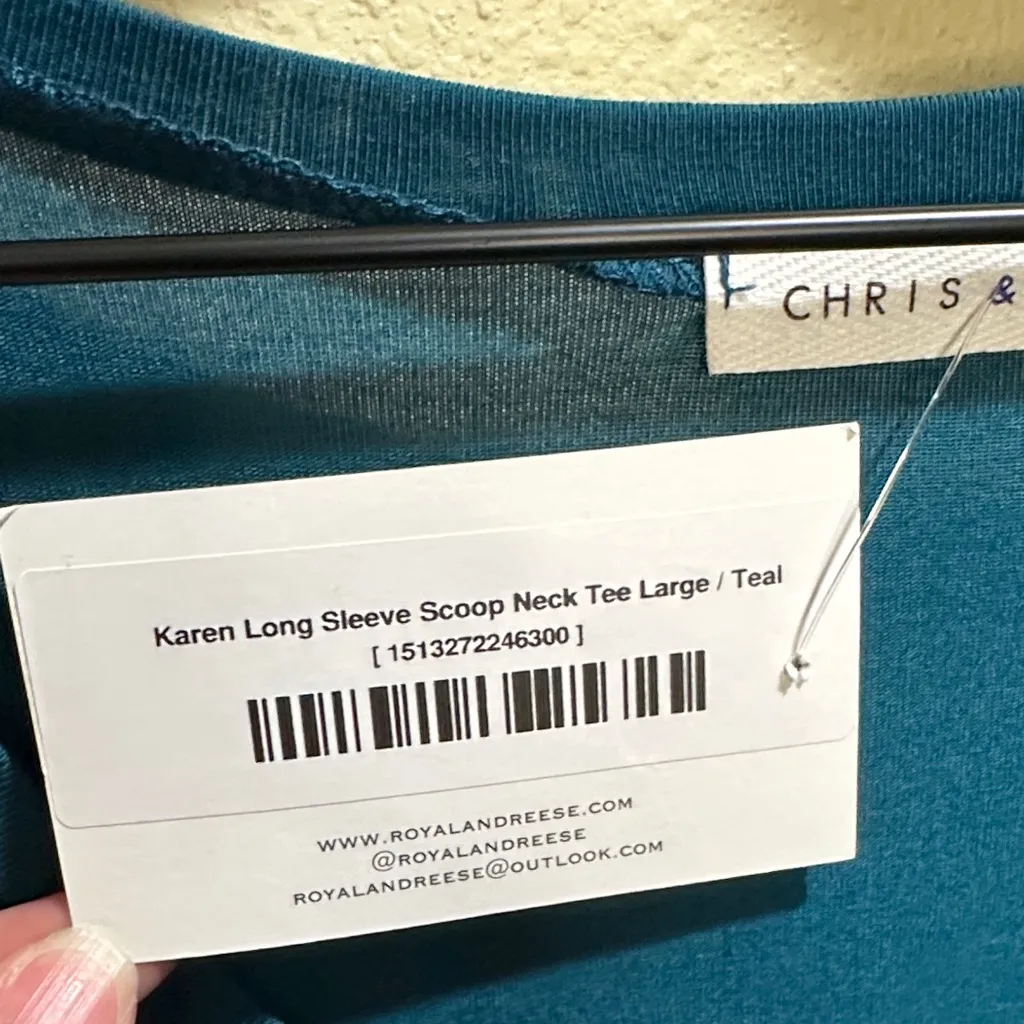 CHRIS &
Karen Long Sleeve Scoop Neck Tee Large / Teal
[ 1513272246300 ]
WWW.ROYALANDREESE.COM
@ROYALANDREESE
ROYALANDREESE@OUTLOOK.COM